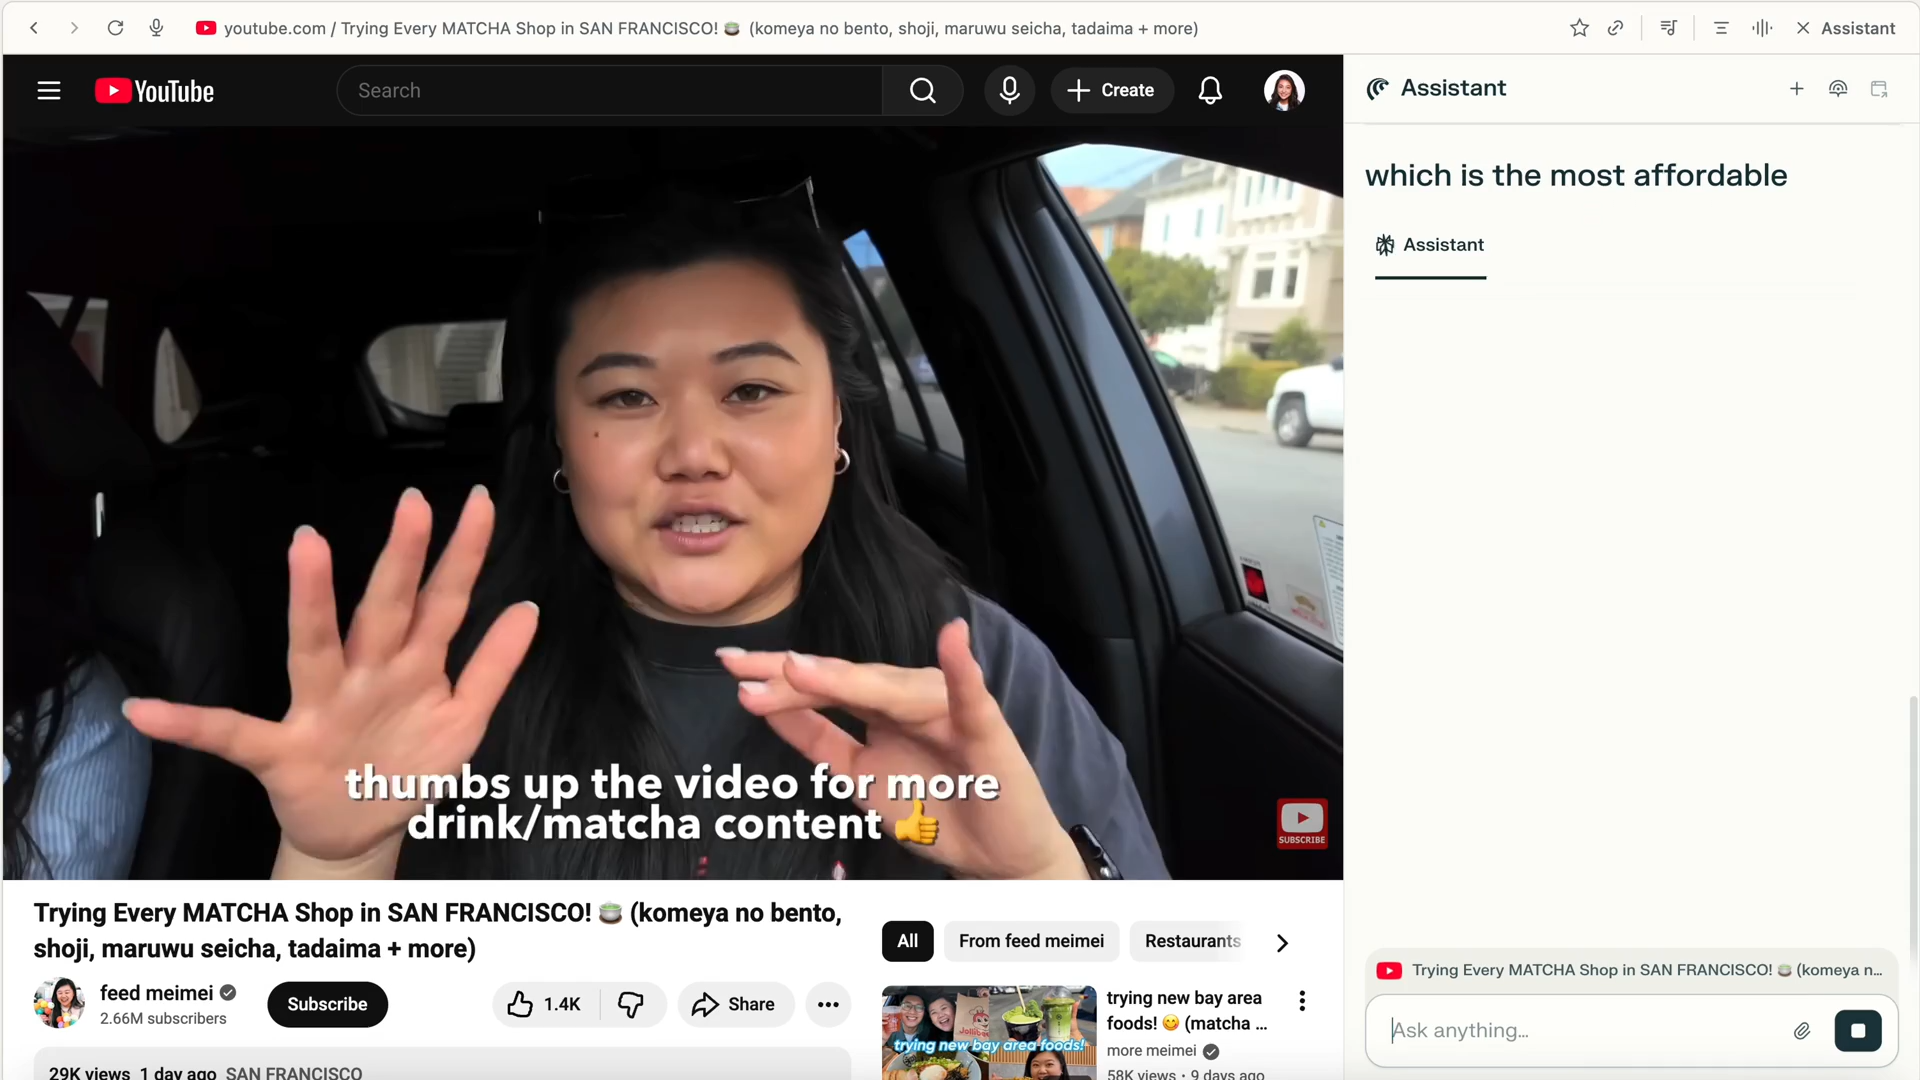 youtube.com / Trying Every MATCHA Shop in SAN FRANCISCO! 🍵 (komeya no bento, shoji, maruwu seicha, tadaima + more)
Assistant
YouTube
Search
Create
Assistant
which is the most affordable
Assistant
thumbs up the video for more
drink/matcha content 👍
SUBSCRIBE
Trying Every MATCHA Shop in SAN FRANCISCO! 🍵 (komeya no bento,
shoji, maruwu seicha, tadaima + more)
feed meimei
2.66M subscribers
Subscribe
1.4K
Share
29K views 1 day ago SAN FRANCISCO
All
From feed meimei
Restaurants
trying new bay area foods!
trying new bay area
foods! 😋 (matcha ...
more meimei
58K views • 9 days ago
Trying Every MATCHA Shop in SAN FRANCISCO! 🍵 (komeya n...
Ask anything...